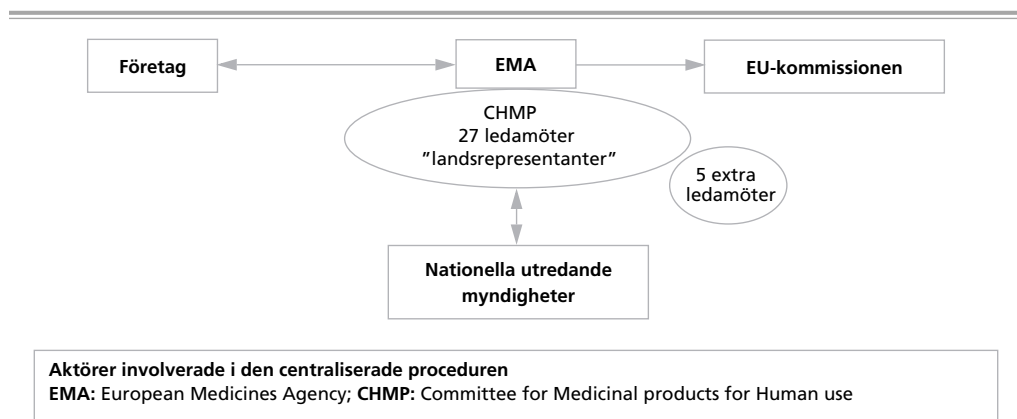 Företag
EMA
EU-kommissionen
CHMP
27 ledamöter
”landsrepresentanter”
5 extra
ledamöter
Nationella utredande
myndigheter
Aktörer involverade i den centraliserade proceduren
EMA: European Medicines Agency; CHMP: Committee for Medicinal products for Human use